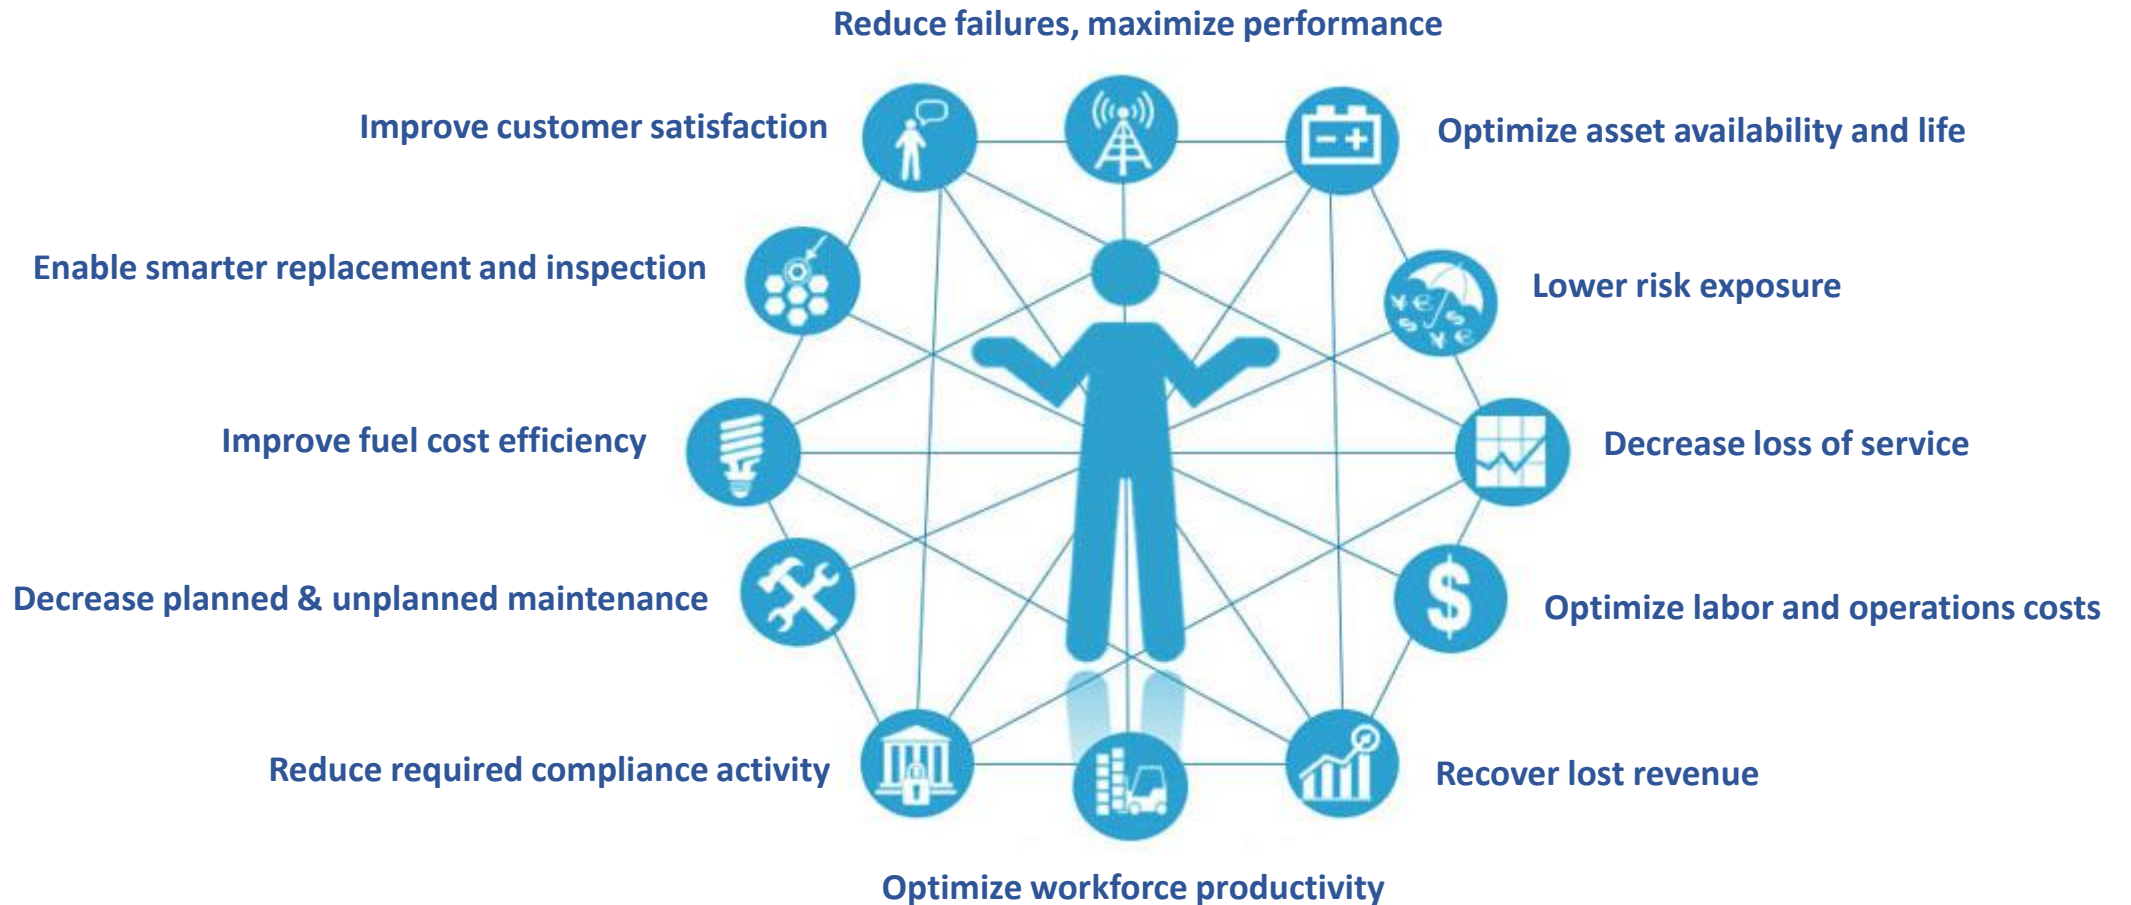 Reduce failures, maximize performance
Improve customer satisfaction
Optimize asset availability and life
Enable smarter replacement and inspection
Lower risk exposure
¥ €
$ $
¥ €
Improve fuel cost efficiency
Decrease loss of service
Decrease planned & unplanned maintenance
$
Optimize labor and operations costs
Reduce required compliance activity
Recover lost revenue
Optimize workforce productivity